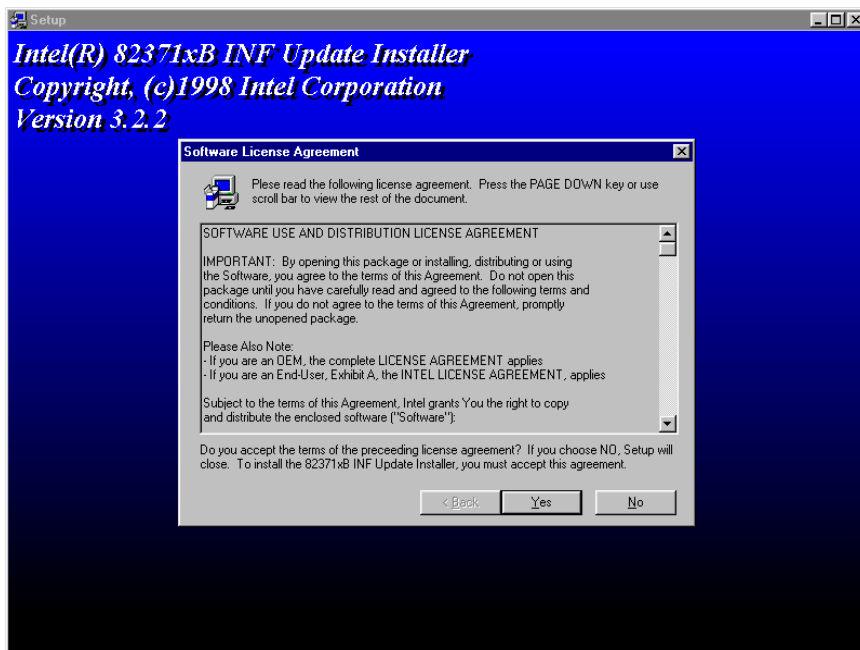 Setup
Intel(R) 82371xB INF Update Installer
Copyright, (c)1998 Intel Corporation
Version 3.2.2
Software License Agreement
Plese read the following license agreement. Press the PAGE DOWN key or use
scroll bar to view the rest of the document.
SOFTWARE USE AND DISTRIBUTION LICENSE AGREEMENT
IMPORTANT: By opening this package or installing, distributing or using
the Software, you agree to the terms of this Agreement. Do not open this
package until you have carefully read and agreed to the following terms and
conditions. If you do not agree to the terms of this Agreement, promptly
return the unopened package.
Please Also Note:
- If you are an OEM, the complete LICENSE AGREEMENT applies
- If you are an End-User, Exhibit A, the INTEL LICENSE AGREEMENT, applies
Subject to the terms of this Agreement, Intel grants You the right to copy
and distribute the enclosed software ("Software"):
Do you accept the terms of the preceeding license agreement? If you choose NO, Setup will
close. To install the 82371xB INF Update Installer, you must accept this agreement.
< Back
Yes
No